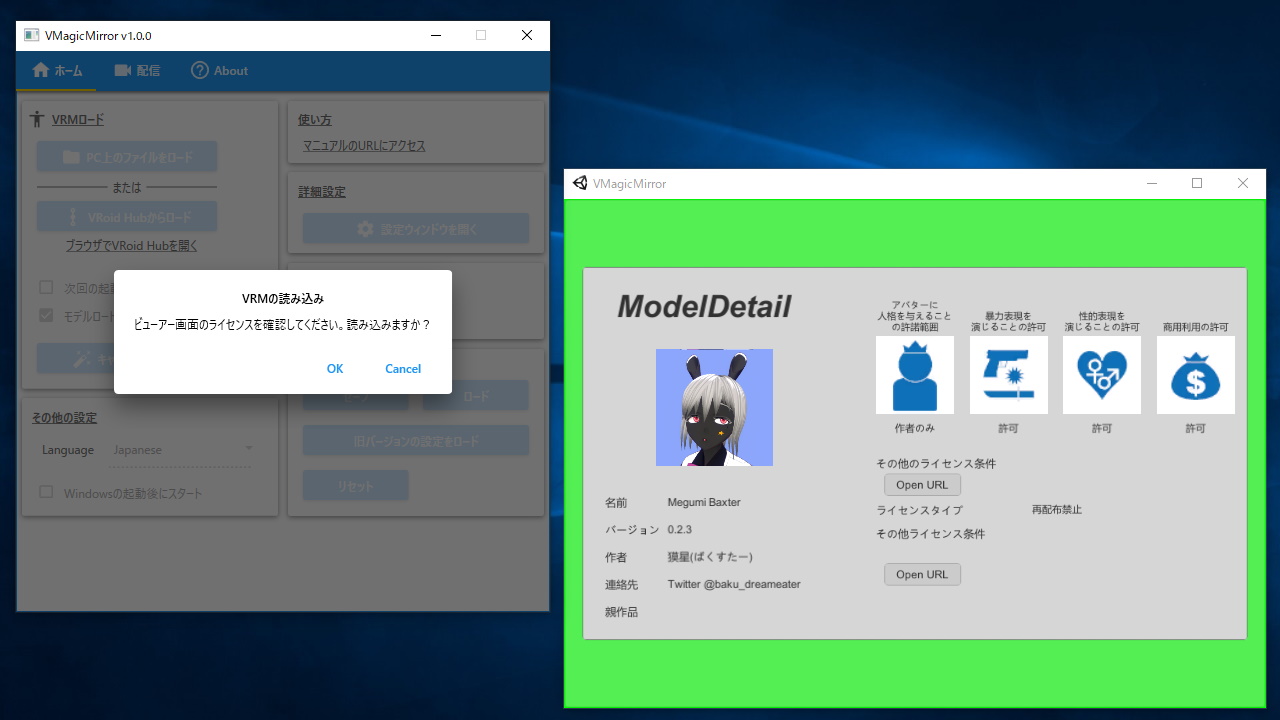 VMagicMirror v1.0.0
ホーム
配信
About
VRMロード
PC上のファイルをロード
または
VRoid Hubからロード
ブラウザでVRoid Hubを開く
使い方
マニュアルのURLにアクセス
詳細設定
設定ウィンドウを開く
VRMの読み込み
ビューアー画面のライセンスを確認してください。読み込みますか？
OK
Cancel
ロード
旧バージョンの設定をロード
リセット
その他の設定
Language
Japanese
Windowsの起動後にスタート
VMagicMirror
ModelDetail
名前 Megumi Baxter
バージョン 0.2.3
作者 獏星(ばくすたー)
連絡先 Twitter @baku_dreameater
親作品
アバターに
人格を与えること
の許諾範囲
作者のみ
暴力表現を
演じることの許可
許可
性的表現を
演じることの許可
許可
商用利用の許可
許可
その他のライセンス条件
Open URL
ライセンスタイプ 再配布禁止
その他ライセンス条件
Open URL